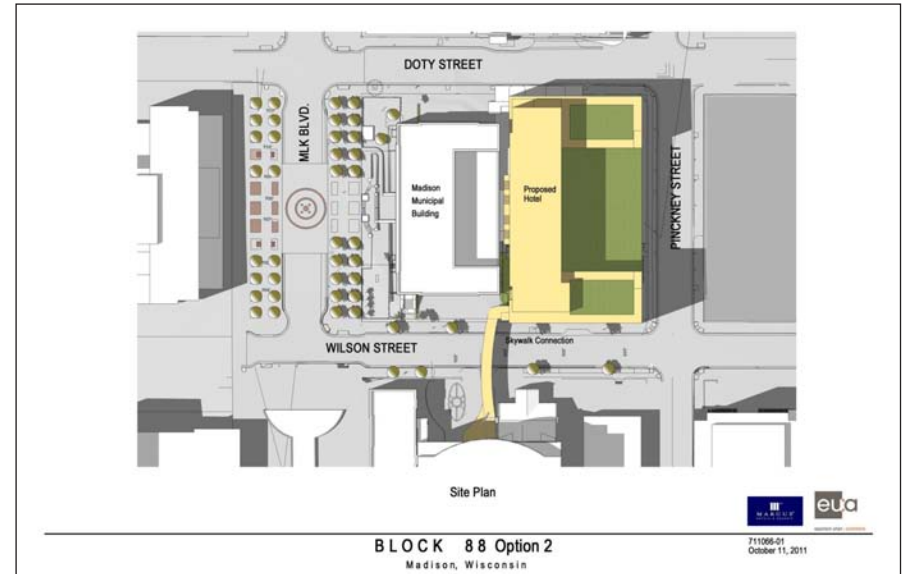 DOTY STREET
MLK BLVD.
Madison
Municipal
Building
Proposed
Hotel
PINCKNEY STREET
WILSON STREET
Skywalk Connection
Site Plan
MARCUS
eua
BLOCK 88 Option 2
Madison, Wisconsin
711066-01
October 11, 2011